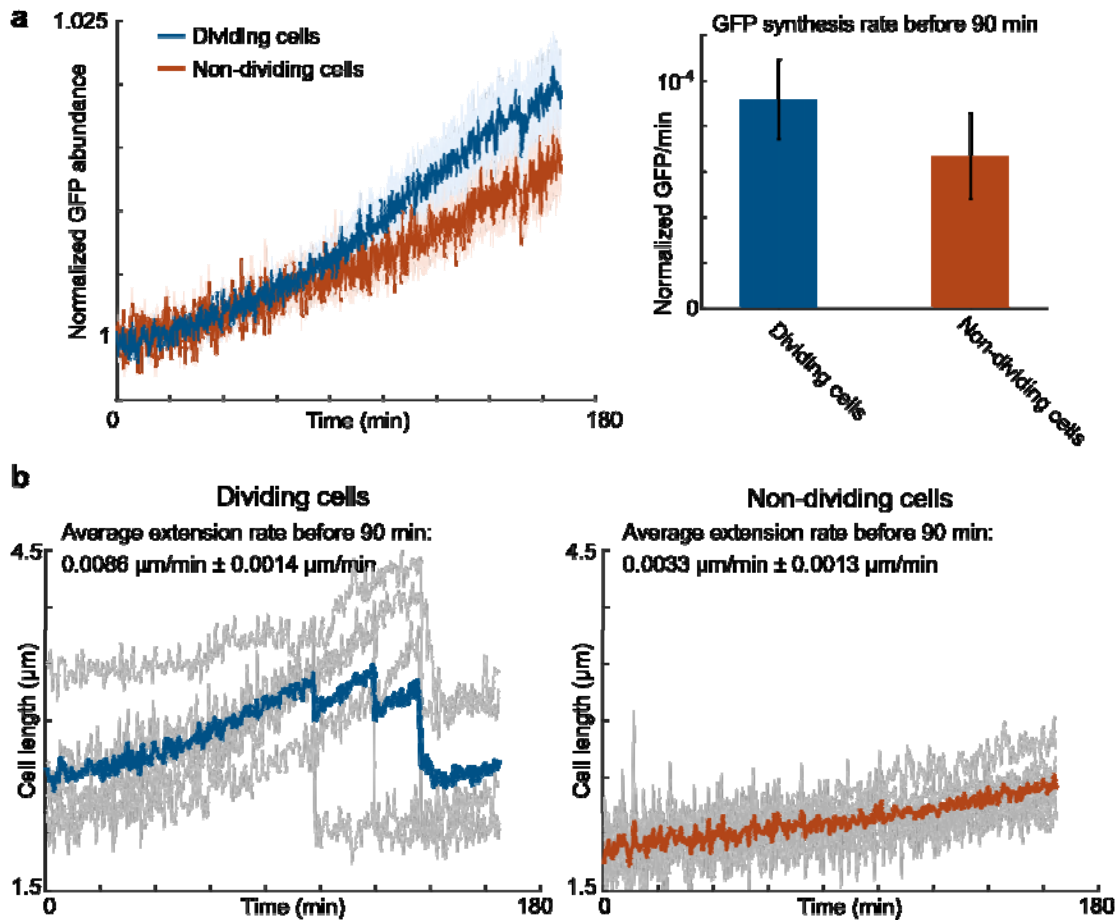 a
1.025
Dividing cells
Non-dividing cells
Normalized GFP abundance
1
0
Time (min)
180
GFP synthesis rate before 90 min
10⁻⁴
Normalized GFP/min
0
Dividing cells
Non-dividing cells
b
Dividing cells
Average extension rate before 90 min:
0.0086 µm/min ± 0.0014 µm/min
4.5
Cell length (µm)
1.5
0
Time (min)
180
Non-dividing cells
Average extension rate before 90 min:
0.0033 µm/min ± 0.0013 µm/min
4.5
Cell length (µm)
1.5
0
Time (min)
180